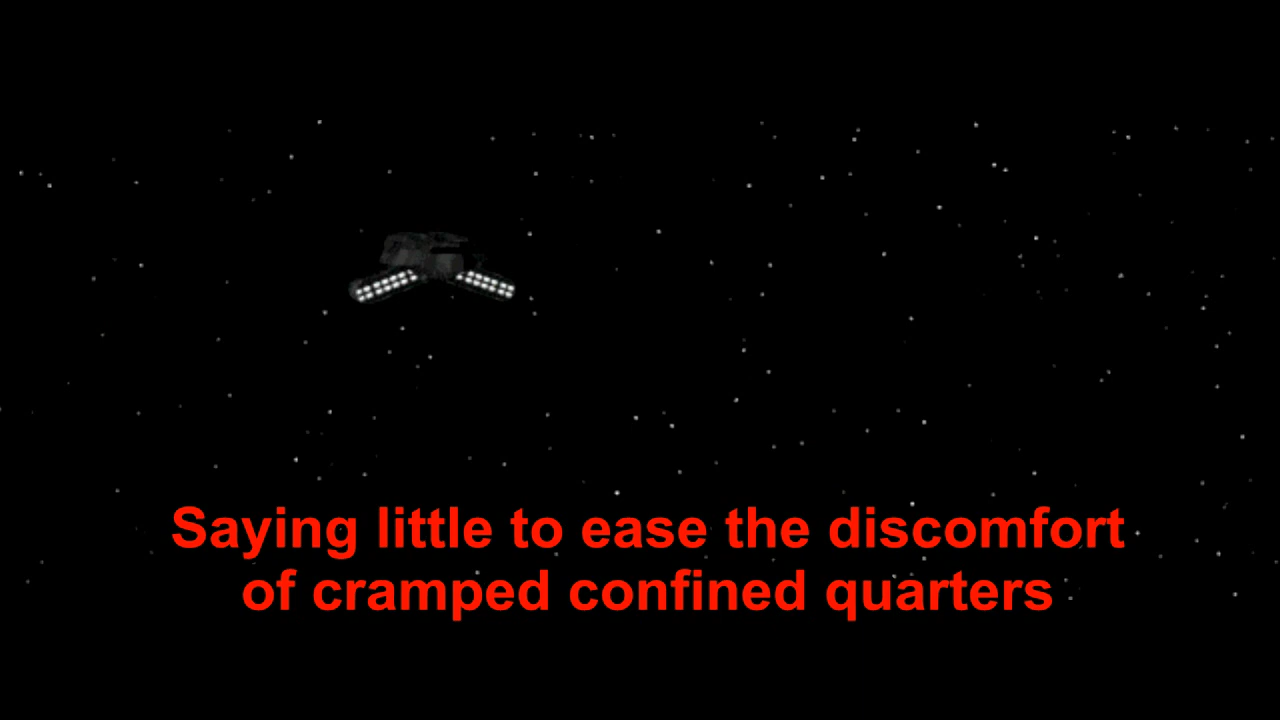 Saying little to ease the discomfort
of cramped confined quarters